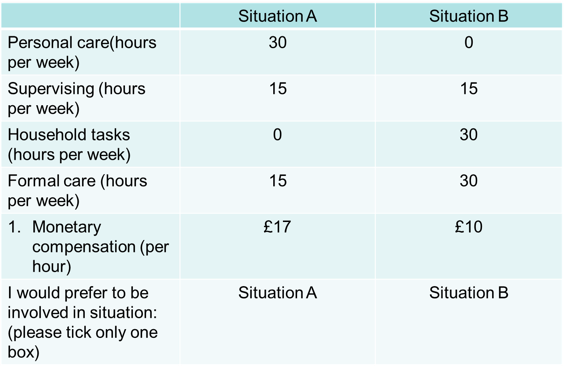 Situation A Situation B
Personal care(hours 30 0
per week)
Supervising (hours 15 15
per week)
Household tasks 0 30
(hours per week)
Formal care (hours 15 30
per week)
1. Monetary £17 £10
compensation (per
hour)
I would prefer to be Situation A Situation B
involved in situation:
(please tick only one
box)